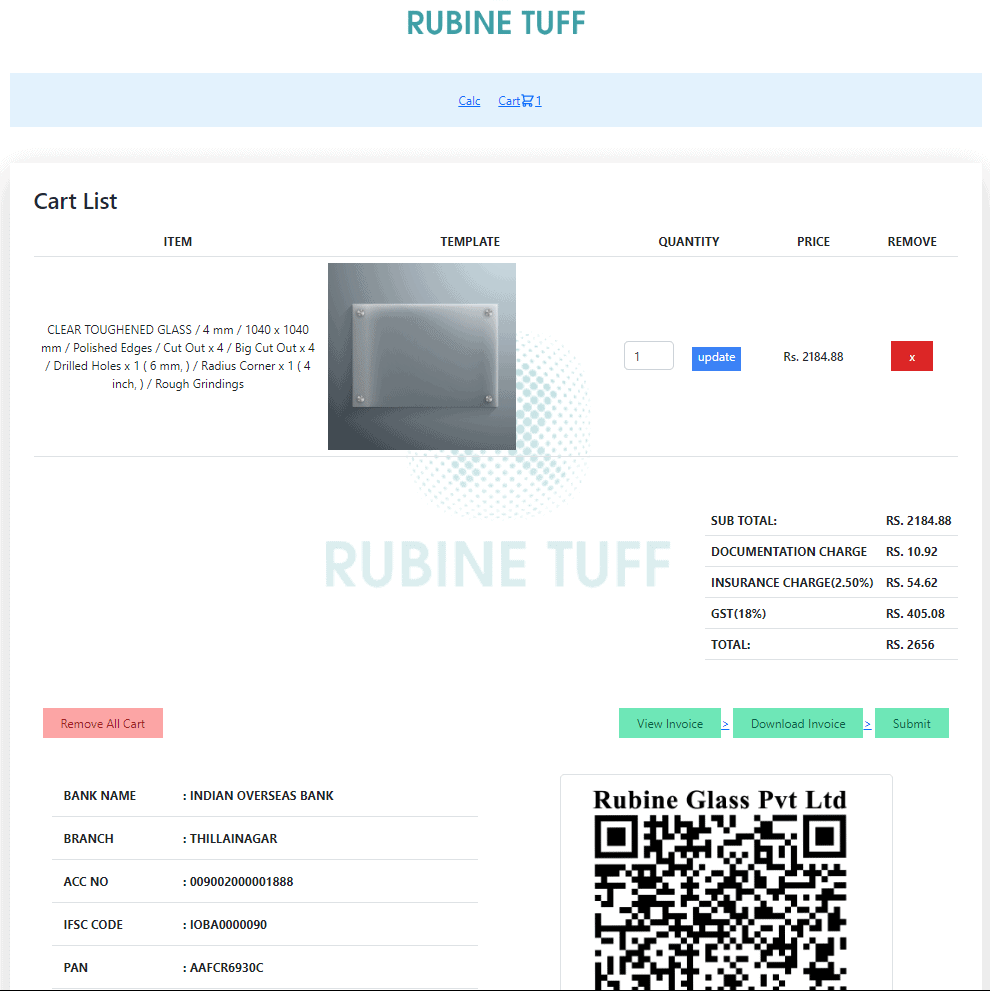 RUBINE TUFF
Calc Cart 1
Cart List
ITEM TEMPLATE QUANTITY PRICE REMOVE
CLEAR TOUGHENED GLASS / 4 mm / 1040 x 1040
mm / Polished Edges / Cut Out x 4 / Big Cut Out x 4
/ Drilled Holes x 1 ( 6 mm, ) / Radius Corner x 1 ( 4
inch, ) / Rough Grindings
1 update Rs. 2184.88 x
SUB TOTAL: RS. 2184.88
DOCUMENTATION CHARGE RS. 10.92
RUBINE TUFF
INSURANCE CHARGE(2.50%) RS. 54.62
GST(18%) RS. 405.08
TOTAL: RS. 2656
Remove All Cart View Invoice > Download Invoice > Submit
BANK NAME : INDIAN OVERSEAS BANK
BRANCH : THILLAINAGAR
ACC NO : 009002000001888
IFSC CODE : IOBA0000090
PAN : AAFCR6930C
Rubine Glass Pvt Ltd